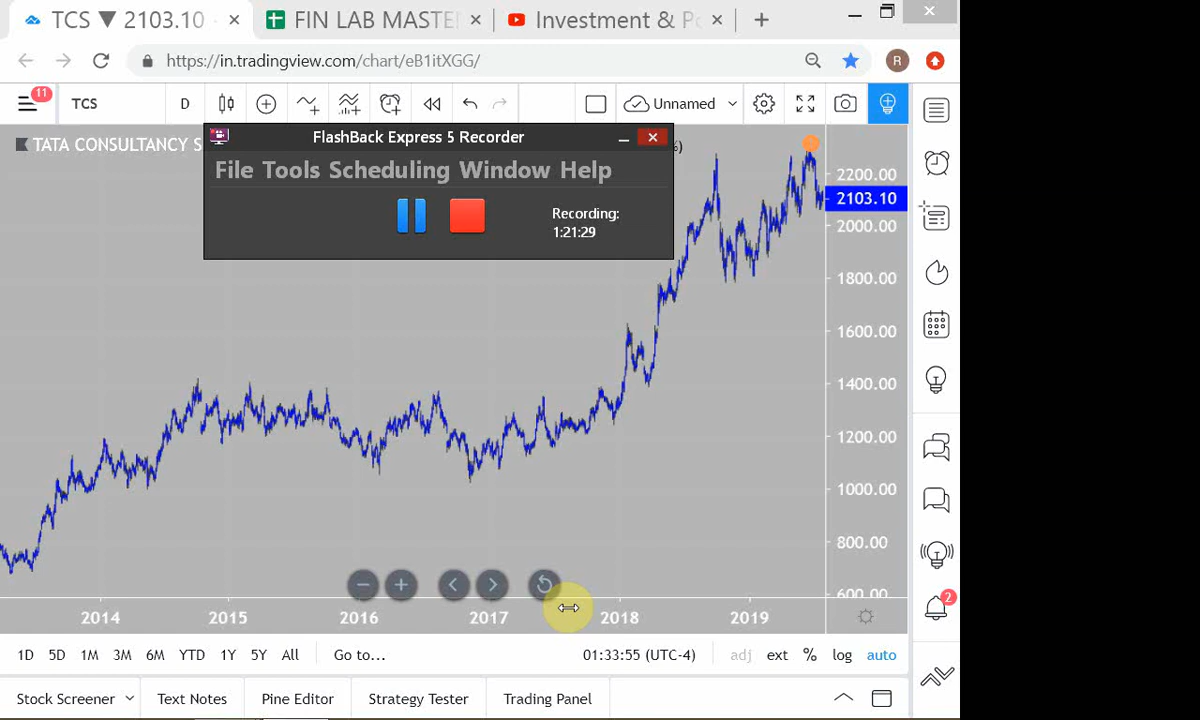 TCS ▼ 2103.10
FIN LAB MASTE
Investment & Po
https://in.tradingview.com/chart/eB1itXGG/
R
11
TCS
D
Unnamed
TATA CONSULTANCY S
%)
FlashBack Express 5 Recorder
File Tools Scheduling Window Help
Recording:
1:21:29
2200.00
2103.10
2000.00
1800.00
1600.00
1400.00
1200.00
1000.00
800.00
600.00
2014 2015 2016 2017 2018 2019
2
1D 5D 1M 3M 6M YTD 1Y 5Y All Go to... 01:33:55 (UTC-4) adj ext % log auto
Stock Screener Text Notes Pine Editor Strategy Tester Trading Panel